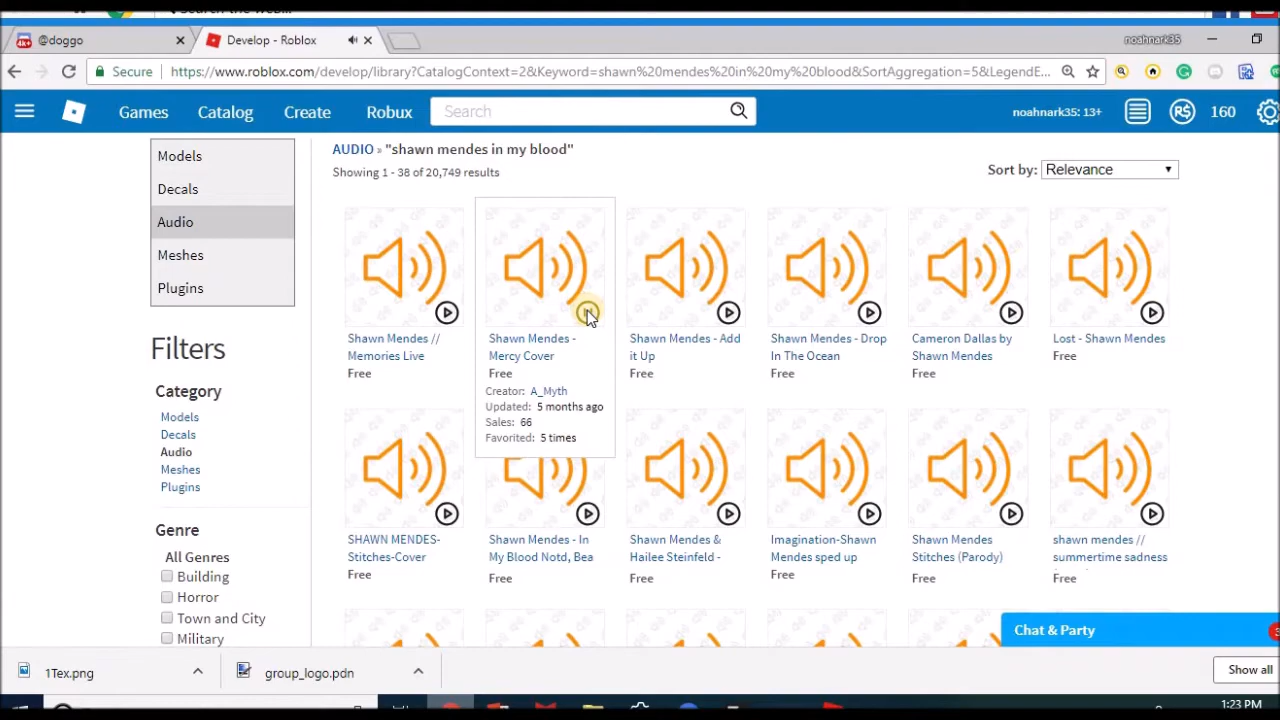 Search the web...
@doggo
Develop - Roblox
noahnark35
Secure
https://www.roblox.com/develop/library?CatalogContext=2&Keyword=shawn%20mendes%20in%20my%20blood&SortAggregation=5&LegendE...
Games
Catalog
Create
Robux
Search
noahnark35: 13+
R$
160
Models
Decals
Audio
Meshes
Plugins
AUDIO » "shawn mendes in my blood"
Showing 1 - 38 of 20,749 results
Sort by: Relevance
Shawn Mendes //
Memories Live
Free
Shawn Mendes -
Mercy Cover
Free
Creator: A_Myth
Updated: 5 months ago
Sales: 66
Favorited: 5 times
Shawn Mendes - Add
it Up
Free
Shawn Mendes - Drop
In The Ocean
Free
Cameron Dallas by
Shawn Mendes
Free
Lost - Shawn Mendes
Free
Filters
Category
Models
Decals
Audio
Meshes
Plugins
Genre
All Genres
Building
Horror
Town and City
Military
SHAWN MENDES-
Stitches-Cover
Free
Shawn Mendes - In
My Blood Notd, Bea
Free
Shawn Mendes &
Hailee Steinfeld -
Free
Imagination-Shawn
Mendes sped up
Free
Shawn Mendes
Stitches (Parody)
Free
shawn mendes //
summertime sadness
Free
Chat & Party
1Tex.png
group_logo.pdn
Show all
1:23 PM